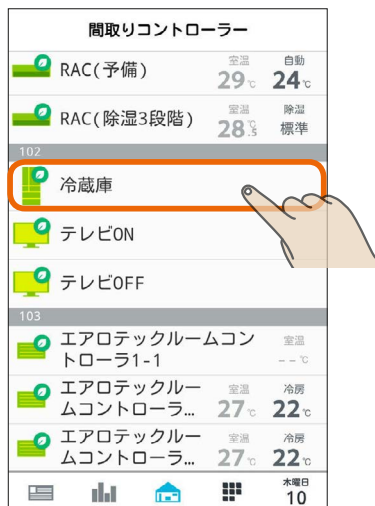 間取りコントローラー
RAC(予備)
室温
29℃
自動
24℃
RAC(除湿3段階)
室温
28.5℃
除湿
標準
102
冷蔵庫
テレビON
テレビOFF
103
エアロテックルームコン
トローラ1-1
室温
--℃
エアロテックルー
ムコントローラ...
室温
27℃
冷房
22℃
エアロテックルー
ムコントローラ...
室温
27℃
冷房
22℃
木曜日
10